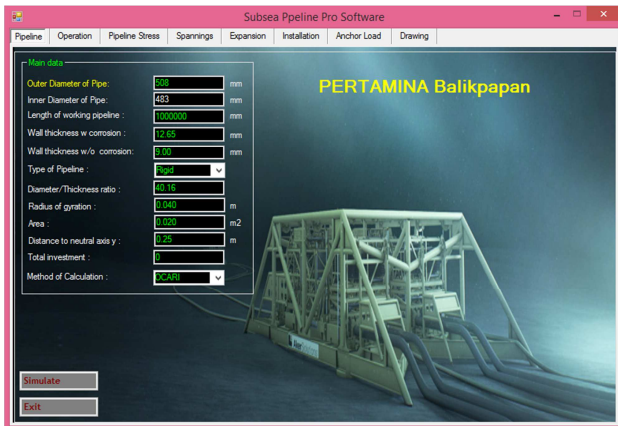 Subsea Ppeline Pro Software
Pipeline Operation Pipeline Stress Spannings Expansion Installation Anchor Load Drawing
Main data
PERTAMINA Balikpapan
Outer Diameter of Pipe: 508 mm
Inner Diameter of Pipe: 483 mm
Length of working pipeline : 1000000 mm
Wall thickness w corrosion : 12.65 mm
Wall thickness w/o corrosion: 9.00 mm
Type of Pipeline : Rigid
Diameter/Thickness ratio : 40.16
Radius of gyration : 0.040 m
Area : 0.020 m2
Distance to neutral axis y : 0.25 m
Total investment : 0
Method of Calculation : OCARI
Simulate
Exit